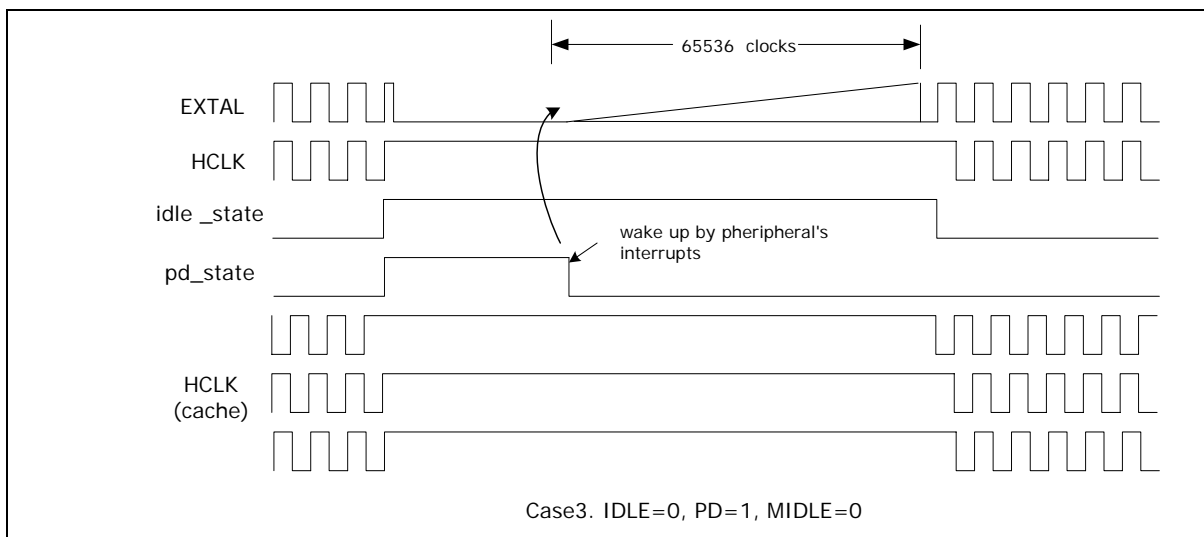 65536 clocks
EXTAL
HCLK
idle _state
wake up by pheripheral's
interrupts
pd_state
HCLK
(cache)
Case3. IDLE=0, PD=1, MIDLE=0